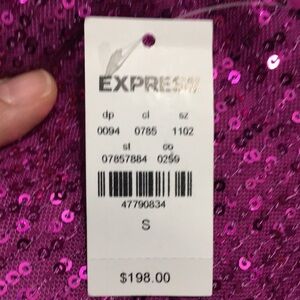 EXPRESS
dp cl sz
0094 0785 1102
st co
07857884 0259
47790834
S
$198.00